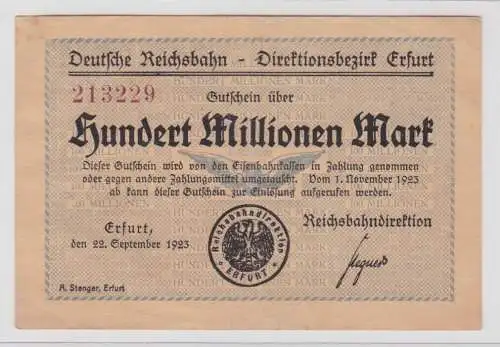 Deutsche Reichsbahn - Direktionsbezirk Erfurt
213229
Gutschein über
Hundert Millionen Mark
Dieser Gutschein wird von den Eisenbahnkassen in Zahlung genommen
oder gegen andere Zahlungsmittel umgetauscht. Vom 1. November 1923
ab kann dieser Gutschein zur Einlösung aufgerufen werden.
Erfurt,
den 22. September 1923
Reichsbahndirektion
Reichsbahndirektion
* ERFURT *
A. Stenger, Erfurt